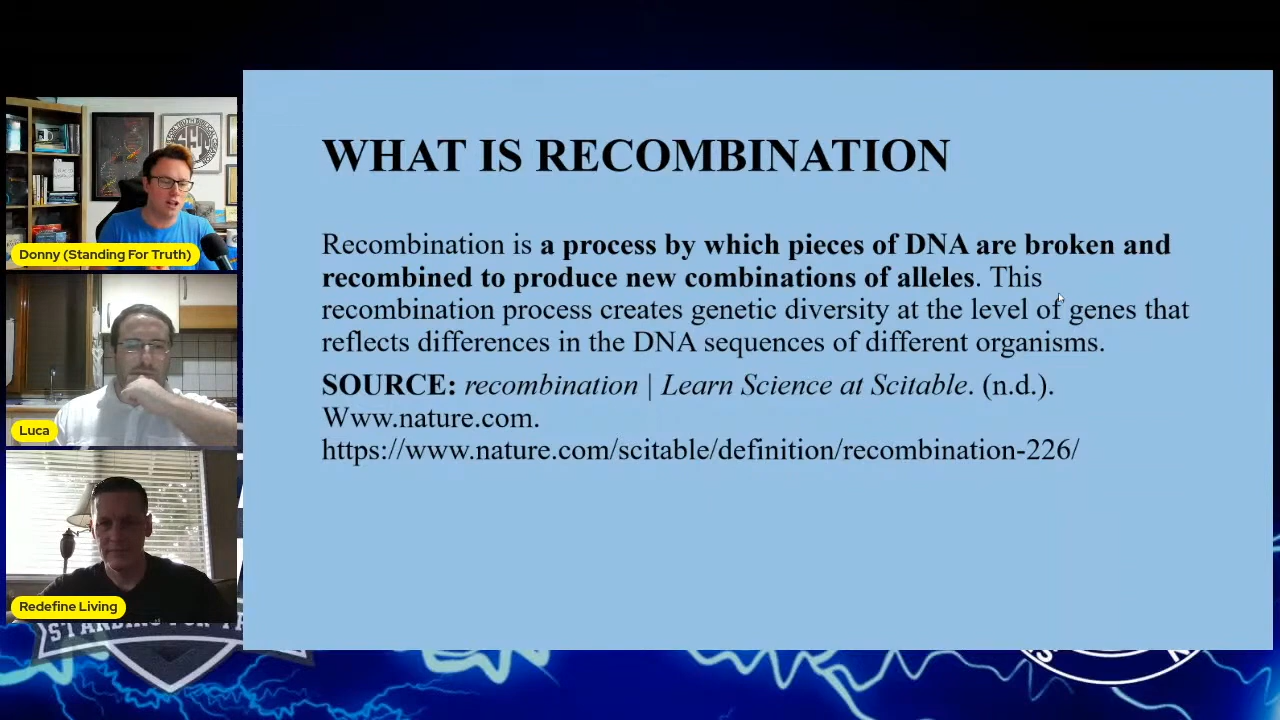 WHAT IS RECOMBINATION
Recombination is a process by which pieces of DNA are broken and
recombined to produce new combinations of alleles. This
recombination process creates genetic diversity at the level of genes that
reflects differences in the DNA sequences of different organisms.
SOURCE: recombination | Learn Science at Scitable. (n.d.).
Www.nature.com.
https://www.nature.com/scitable/definition/recombination-226/
Donny (Standing For Truth)
Luca
Redefine Living
STANDING FOR